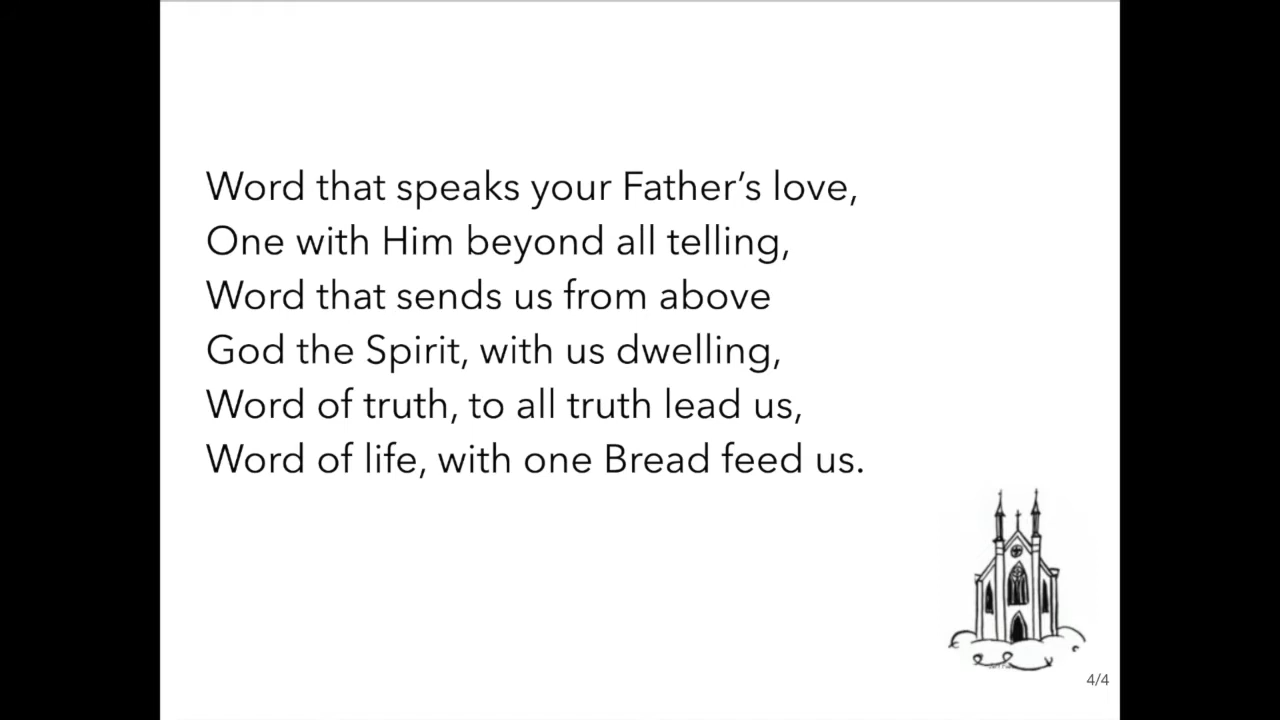 Word that speaks your Father’s love,
One with Him beyond all telling,
Word that sends us from above
God the Spirit, with us dwelling,
Word of truth, to all truth lead us,
Word of life, with one Bread feed us.
4/4